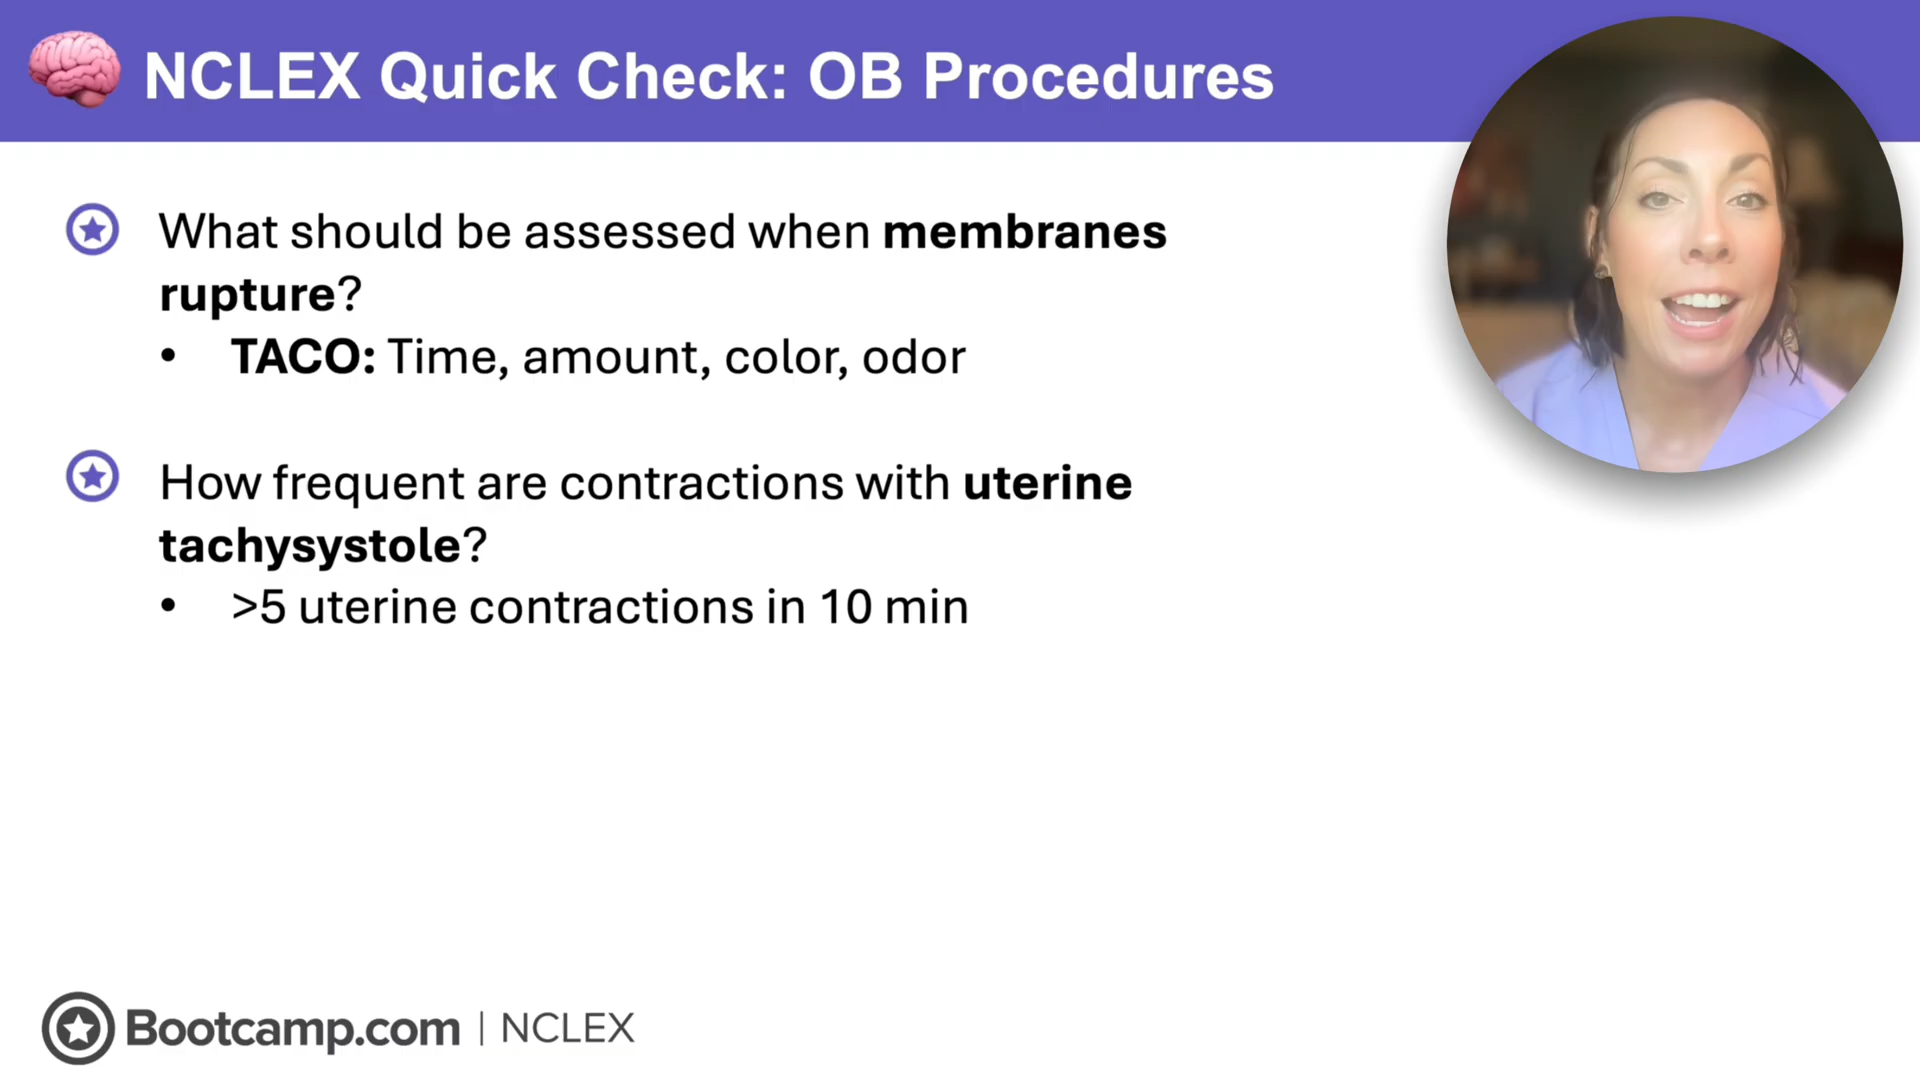 NCLEX Quick Check: OB Procedures
What should be assessed when membranes
rupture?
• TACO: Time, amount, color, odor
How frequent are contractions with uterine
tachysystole?
• >5 uterine contractions in 10 min
Bootcamp.com | NCLEX